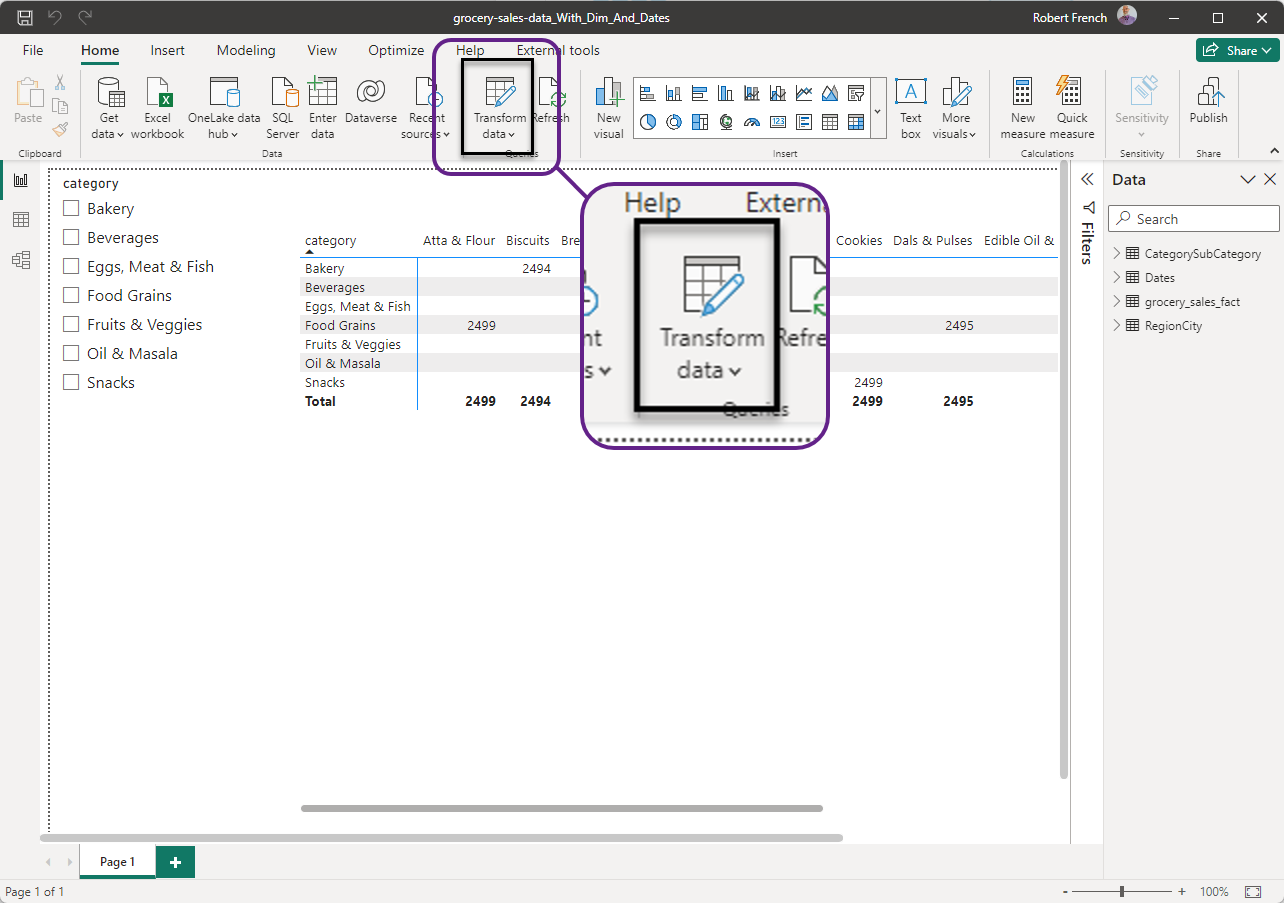 grocery-sales-data_With_Dim_And_Dates
Robert French
File Home Insert Modeling View Optimize Help External tools
Share
Paste
Get data
Excel workbook
OneLake data hub
SQL Server
Enter data
Dataverse
Recent sources
Transform data
Refresh
New visual
123
A
Text box
More visuals
New measure
Quick measure
Sensitivity
Publish
Clipboard Data Queries Insert Calculations Sensitivity Share
category
Bakery
Beverages
Eggs, Meat & Fish
Food Grains
Fruits & Veggies
Oil & Masala
Snacks
category Atta & Flour Biscuits Bre Cookies Dals & Pulses Edible Oil &
Bakery 2494
Beverages
Eggs, Meat & Fish
Food Grains 2499 2495
Fruits & Veggies
Oil & Masala
Snacks 2499
Total 2499 2494 2499 2495
Help Extern
nt Transform Refre
s data
Queries
Filters
Data
Search
CategorySubCategory
Dates
grocery_sales_fact
RegionCity
Page 1
+
Page 1 of 1
- + 100%